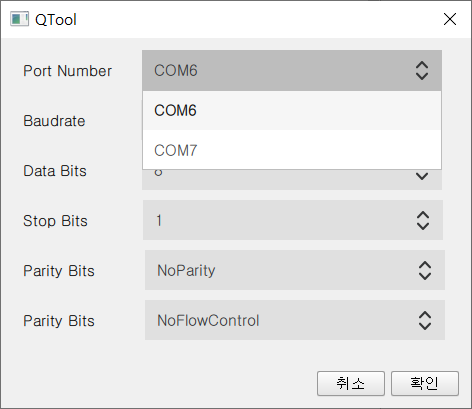 QTool
Port Number COM6
COM6
Baudrate
COM7
Data Bits
Stop Bits 1
Parity Bits NoParity
Parity Bits NoFlowControl
취소 확인